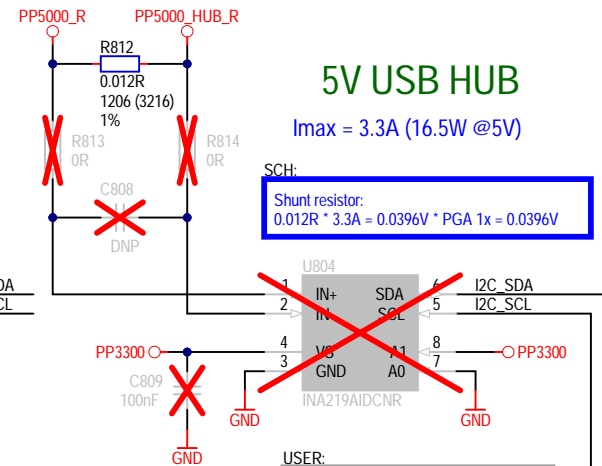 PP5000_R
PP5000_HUB_R
R812
0.012R
1206 (3216)
1%
5V USB HUB
Imax = 3.3A (16.5W @5V)
R813
0R
R814
0R
SCH:
Shunt resistor:
0.012R * 3.3A = 0.0396V * PGA 1x = 0.0396V
C808
DNP
U804
DA
CL
1
IN+
SDA
6
I2C_SDA
2
IN-
SCL
5
I2C_SCL
PP3300
4
VS
A1
8
PP3300
3
GND
A0
7
C809
100nF
INA219AIDCNR
GND
GND
GND
USER: